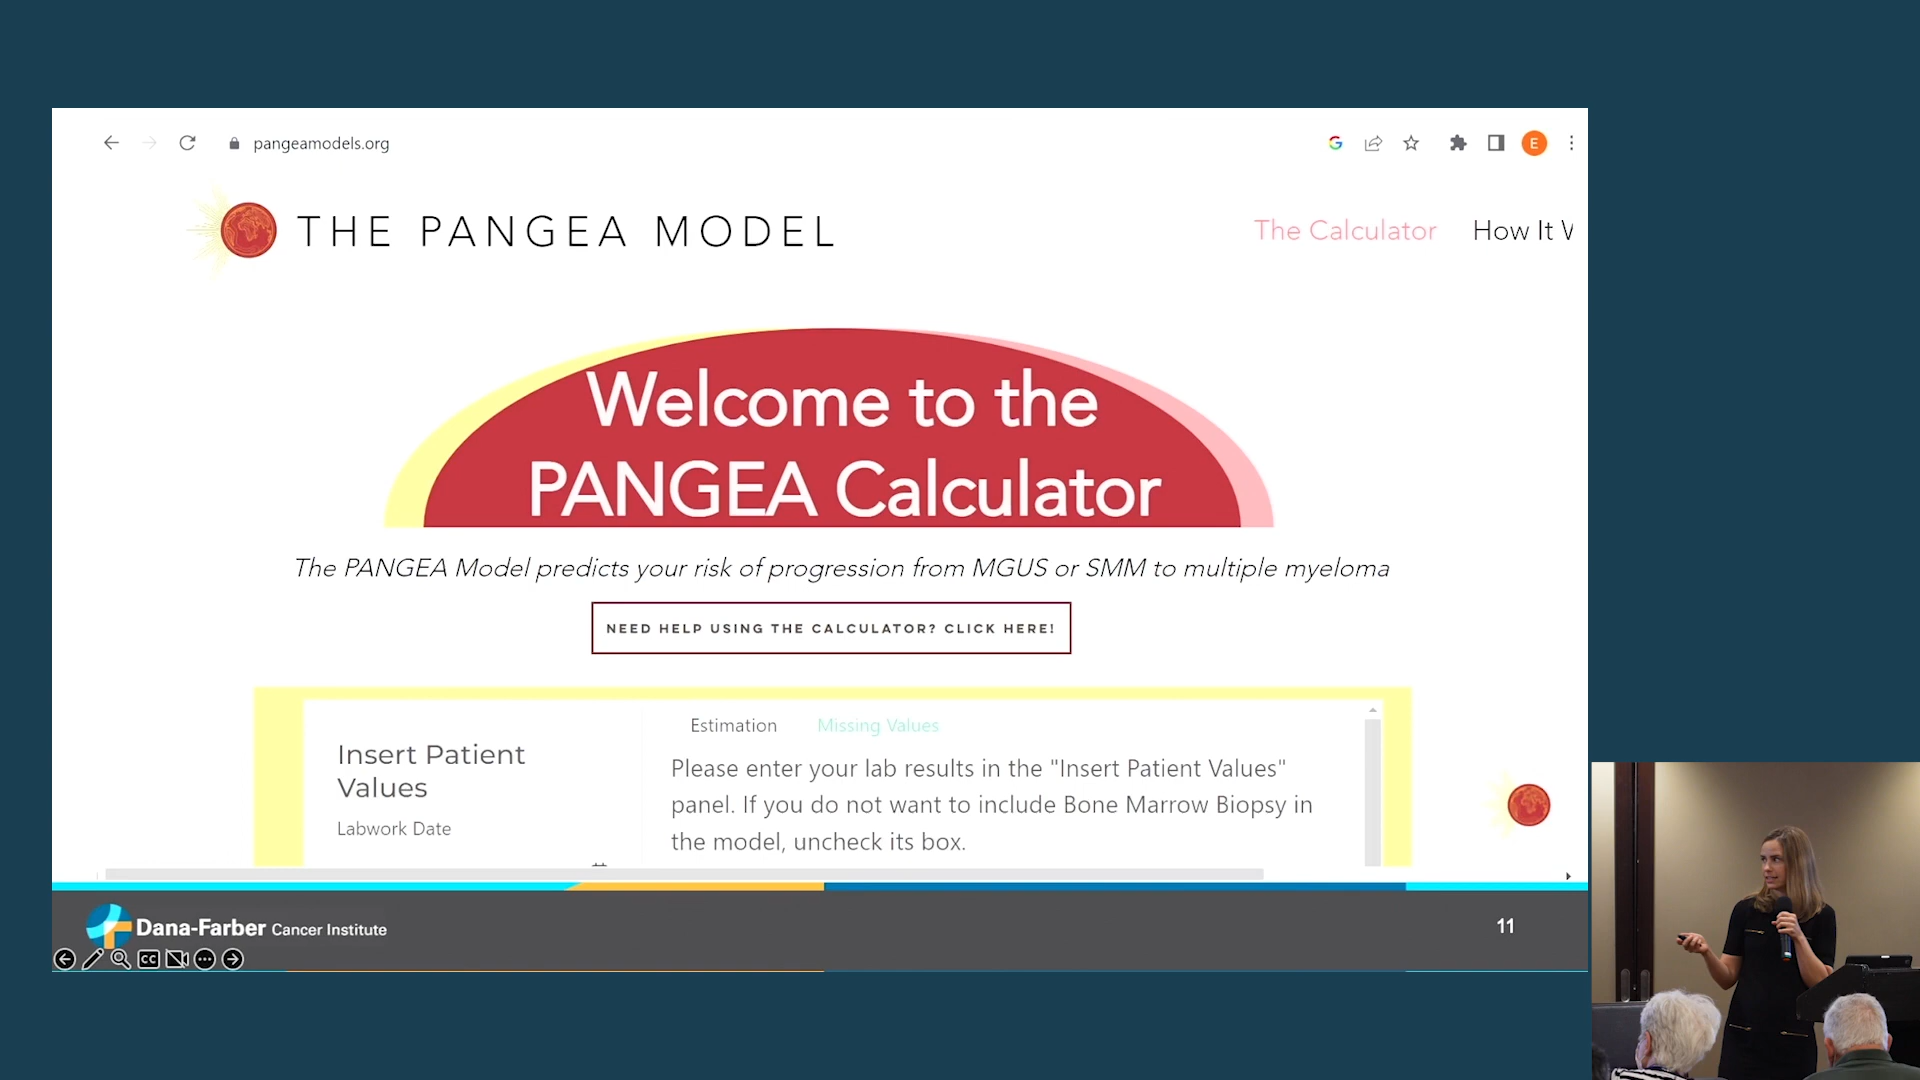 pangeamodels.org
E
THE PANGEA MODEL
The Calculator
How It W
Welcome to the
PANGEA Calculator
The PANGEA Model predicts your risk of progression from MGUS or SMM to multiple myeloma
NEED HELP USING THE CALCULATOR? CLICK HERE!
Insert Patient
Values
Labwork Date
Estimation
Missing Values
Please enter your lab results in the "Insert Patient Values"
panel. If you do not want to include Bone Marrow Biopsy in
the model, uncheck its box.
Dana-Farber Cancer Institute
CC
11